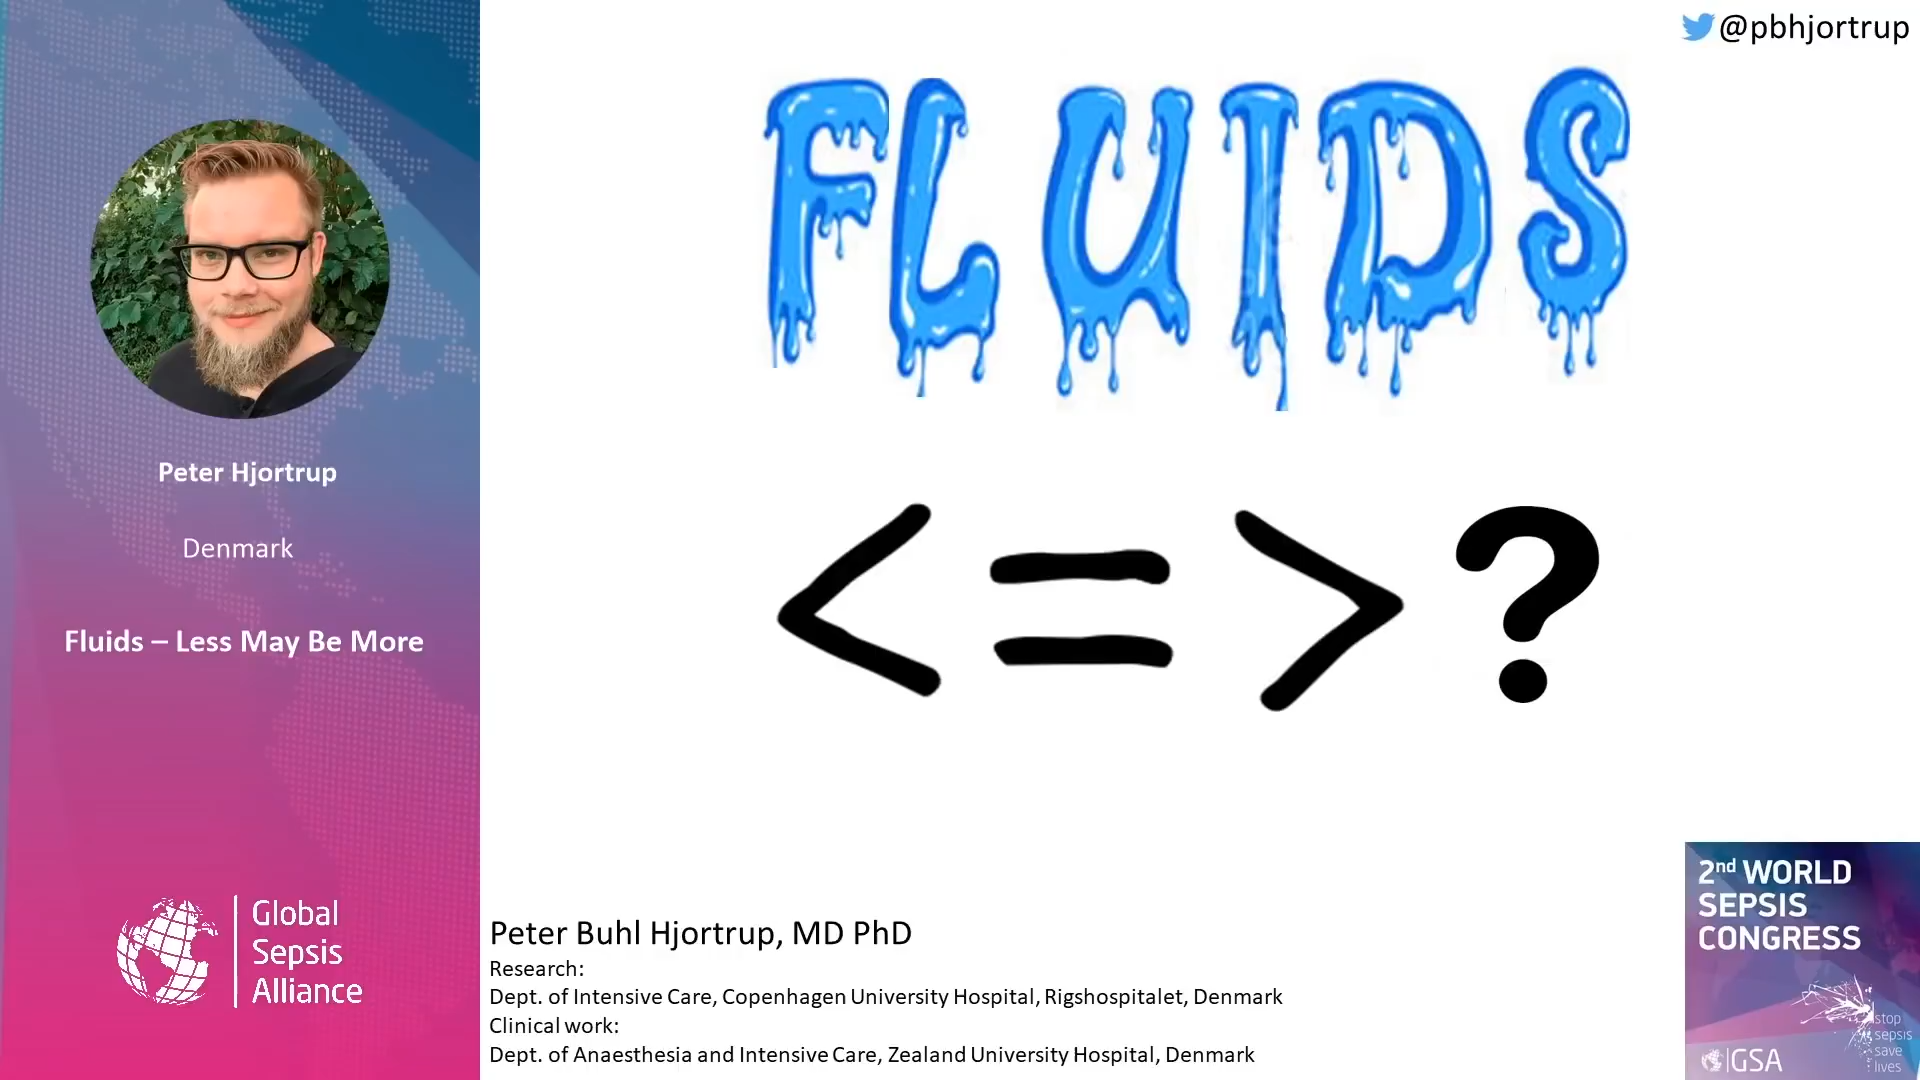 @pbhjortrup
FLUIDS
< = > ?
Peter Hjortrup
Denmark
Fluids – Less May Be More
Global
Sepsis
Alliance
Peter Buhl Hjortrup, MD PhD
Research:
Dept. of Intensive Care, Copenhagen University Hospital, Rigshospitalet, Denmark
Clinical work:
Dept. of Anaesthesia and Intensive Care, Zealand University Hospital, Denmark
2nd WORLD
SEPSIS
CONGRESS
stop
sepsis
save
lives
GSA